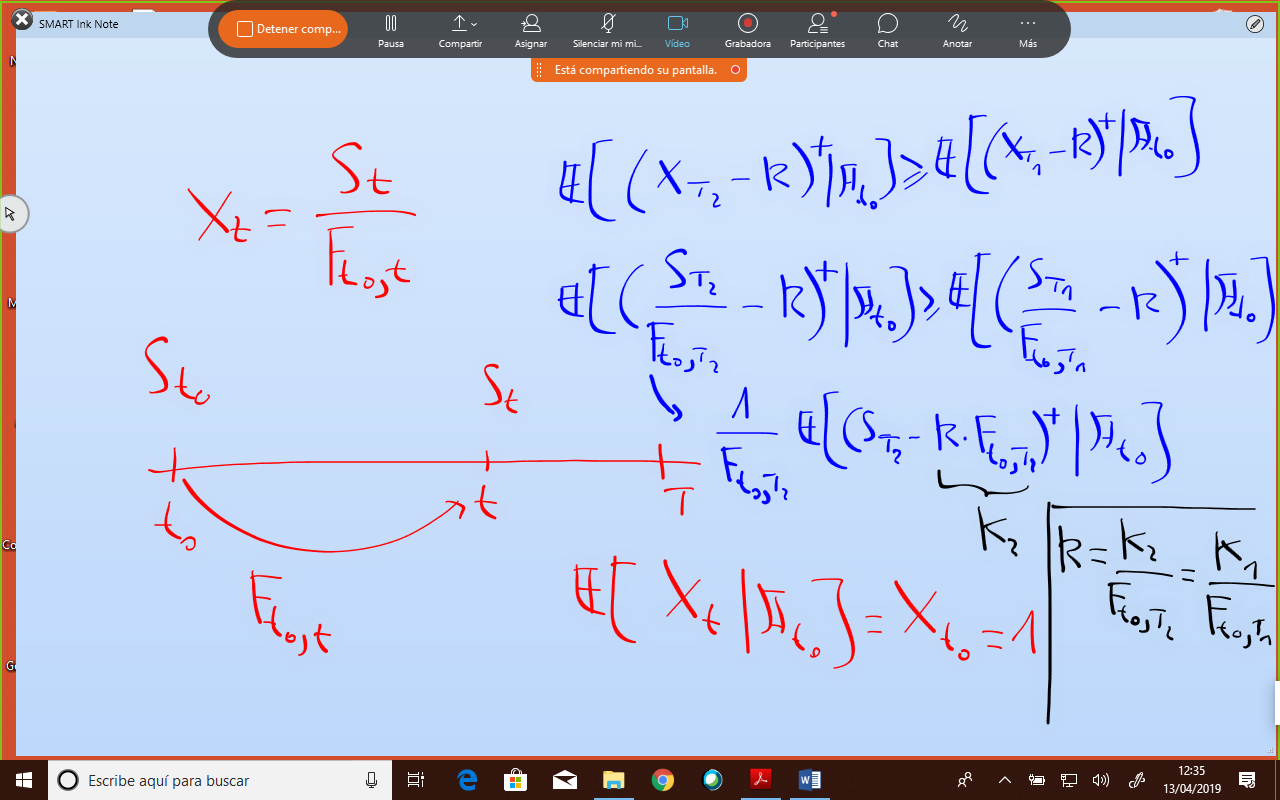 SMART Ink Note
Detener comp...
Pausa
Compartir
Asignar
Silenciar mi mi...
Vídeo
Grabadora
Participantes
Chat
Anotar
Más
Está compartiendo su pantalla.
X_t = S_t / F_{t_0,t}
𝔼[(X_{T_2} - K)^+ | ℱ_{t_0}] ≥ 𝔼[(X_{T_1} - K)^+ | ℱ_{t_0}]
𝔼[(S_{T_2} / F_{t_0,T_2} - K)^+ | ℱ_{t_0}] ≥ 𝔼[(S_{T_1} / F_{t_0,T_1} - K)^+ | ℱ_{t_0}]
S_{t_0} S_t
1 / F_{t_0,T_2} 𝔼[(S_{T_2} - K · F_{t_0,T_2})^+ | ℱ_{t_0}]
t_0 t T
K_2
F_{t_0,t}
K = K_2 / F_{t_0,T_2} = K_1 / F_{t_0,T_1}
𝔼[X_t | ℱ_{t_0}] = X_{t_0} = 1
Escribe aquí para buscar
12:35
13/04/2019